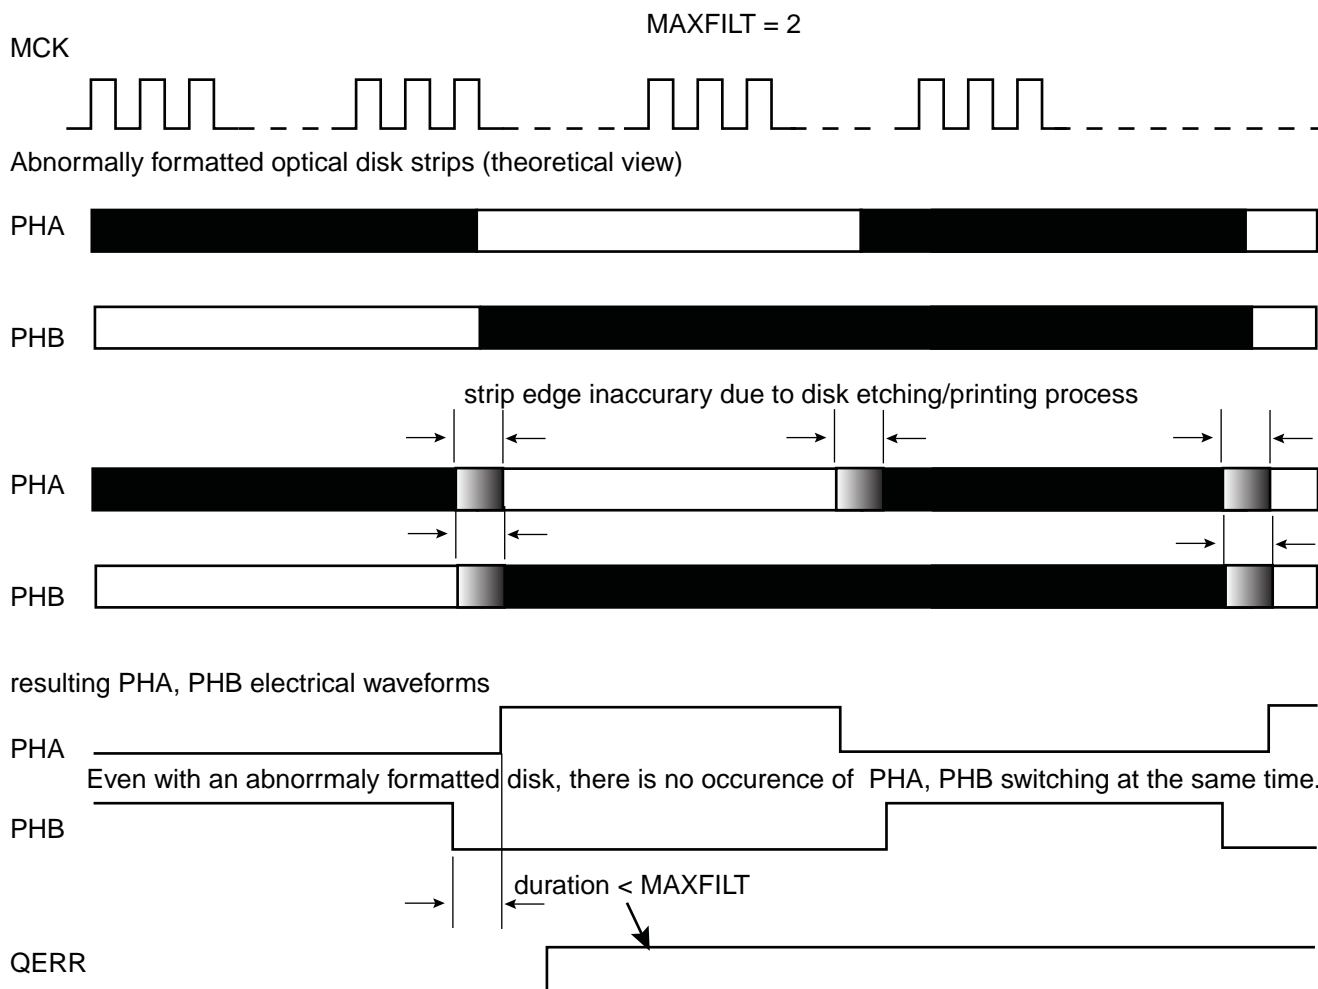 MAXFILT = 2
MCK
Abnormally formatted optical disk strips (theoretical view)
PHA
PHB
strip edge inaccurary due to disk etching/printing process
PHA
PHB
resulting PHA, PHB electrical waveforms
PHA
Even with an abnorrmaly formatted disk, there is no occurence of PHA, PHB switching at the same time.
PHB
duration < MAXFILT
QERR